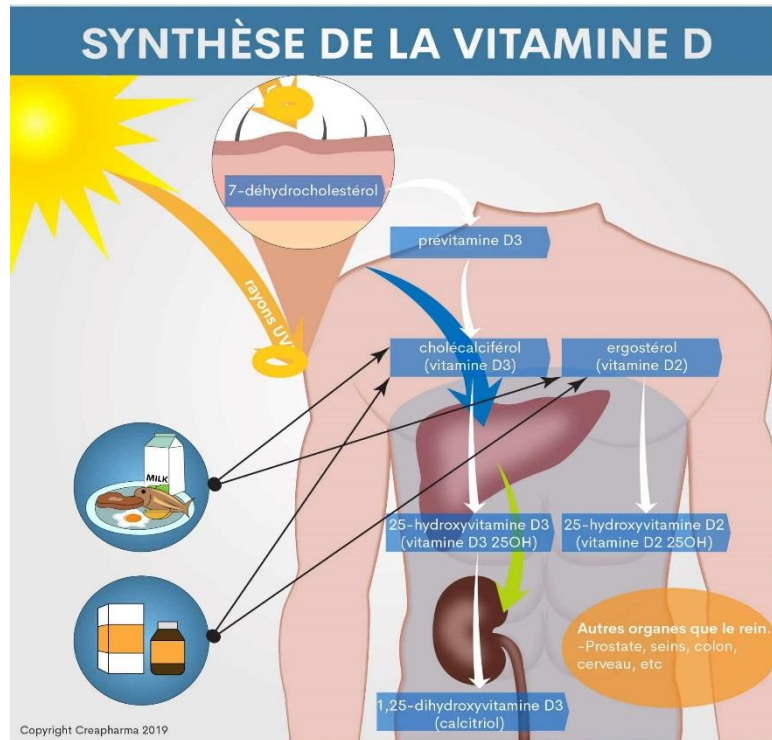 SYNTHÈSE DE LA VITAMINE D
7-déhydrocholestérol
prévitamine D3
rayons UV
cholécalciférol
(vitamine D3)
ergostérol
(vitamine D2)
MILK
25-hydroxyvitamine D3
(vitamine D3 25OH)
25-hydroxyvitamine D2
(vitamine D2 25OH)
Autres organes que le rein.
-Prostate, seins, colon,
cerveau, etc
1,25-dihydroxyvitamine D3
(calcitriol)
Copyright Creapharma 2019